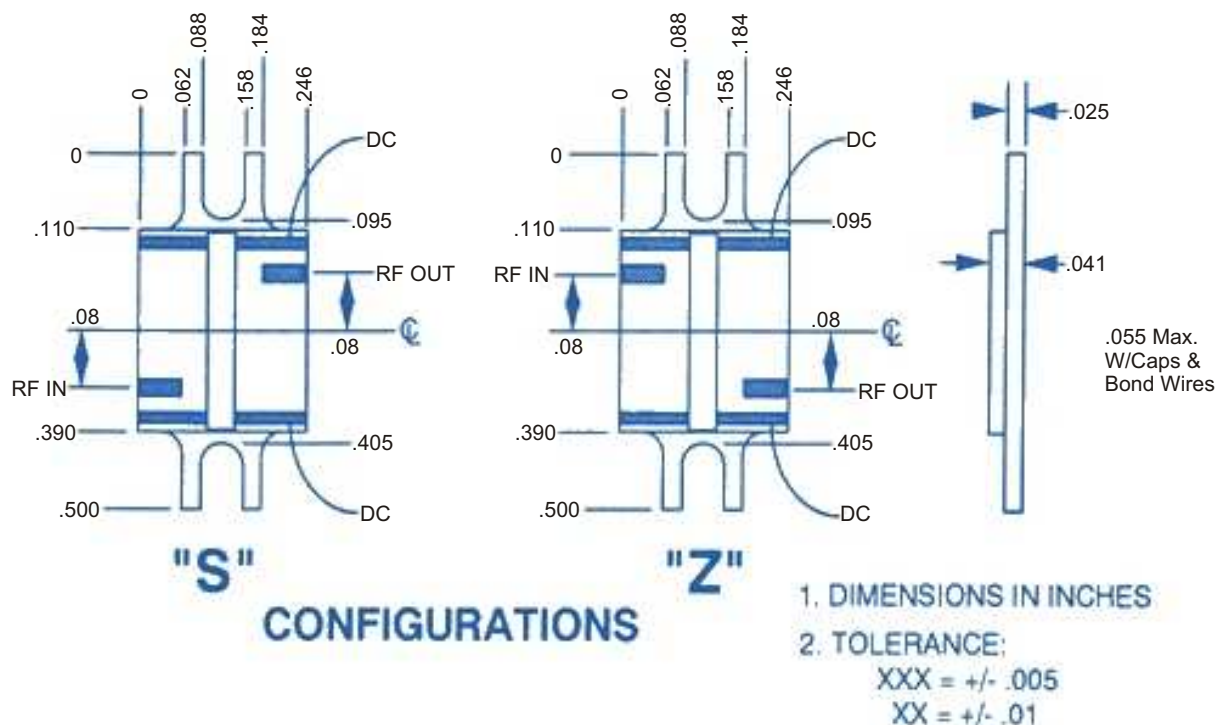 0
.062
.088
.158
.184
.246
0
.110
DC
.095
RF OUT
.08
℄
.08
RF IN
.390
.405
.500
DC
"S"
0
.062
.088
.158
.184
.246
0
.110
DC
.095
RF IN
.08
℄
.08
RF OUT
.390
.405
.500
DC
"Z"
.025
.041
.055 Max.
W/Caps &
Bond Wires
CONFIGURATIONS
1. DIMENSIONS IN INCHES
2. TOLERANCE:
XXX = +/- .005
XX = +/- .01